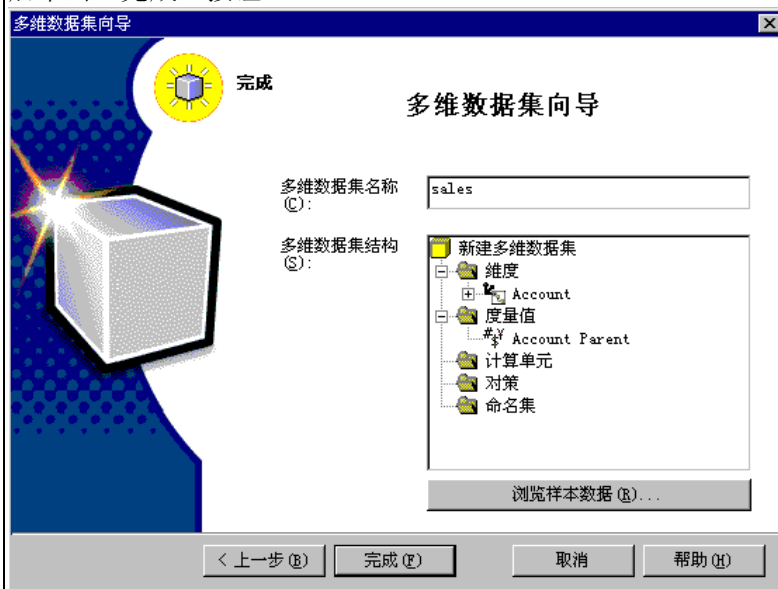 多维数据集向导
完成
多维数据集向导
多维数据集名称
(C):
sales
多维数据集结构
(S):
新建多维数据集
维度
Account
度量值
Account Parent
计算单元
对策
命名集
浏览样本数据(R)...
< 上一步(B)
完成(F)
取消
帮助(H)